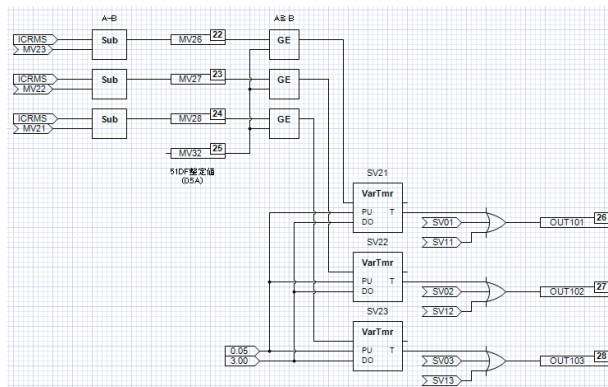 A-B
A≧B
ICRMS
MV23
Sub
MV26
22
GE
ICRMS
MV22
Sub
MV27
23
GE
ICRMS
MV21
Sub
MV28
24
GE
MV32
25
51DF整定値
(0.5A)
SV21
VarTmr
PU T
DO
SV01
SV11
OUT101
26
SV22
VarTmr
PU T
DO
SV02
SV12
OUT102
27
SV23
VarTmr
PU T
DO
0.05
3.00
SV03
SV13
OUT103
28